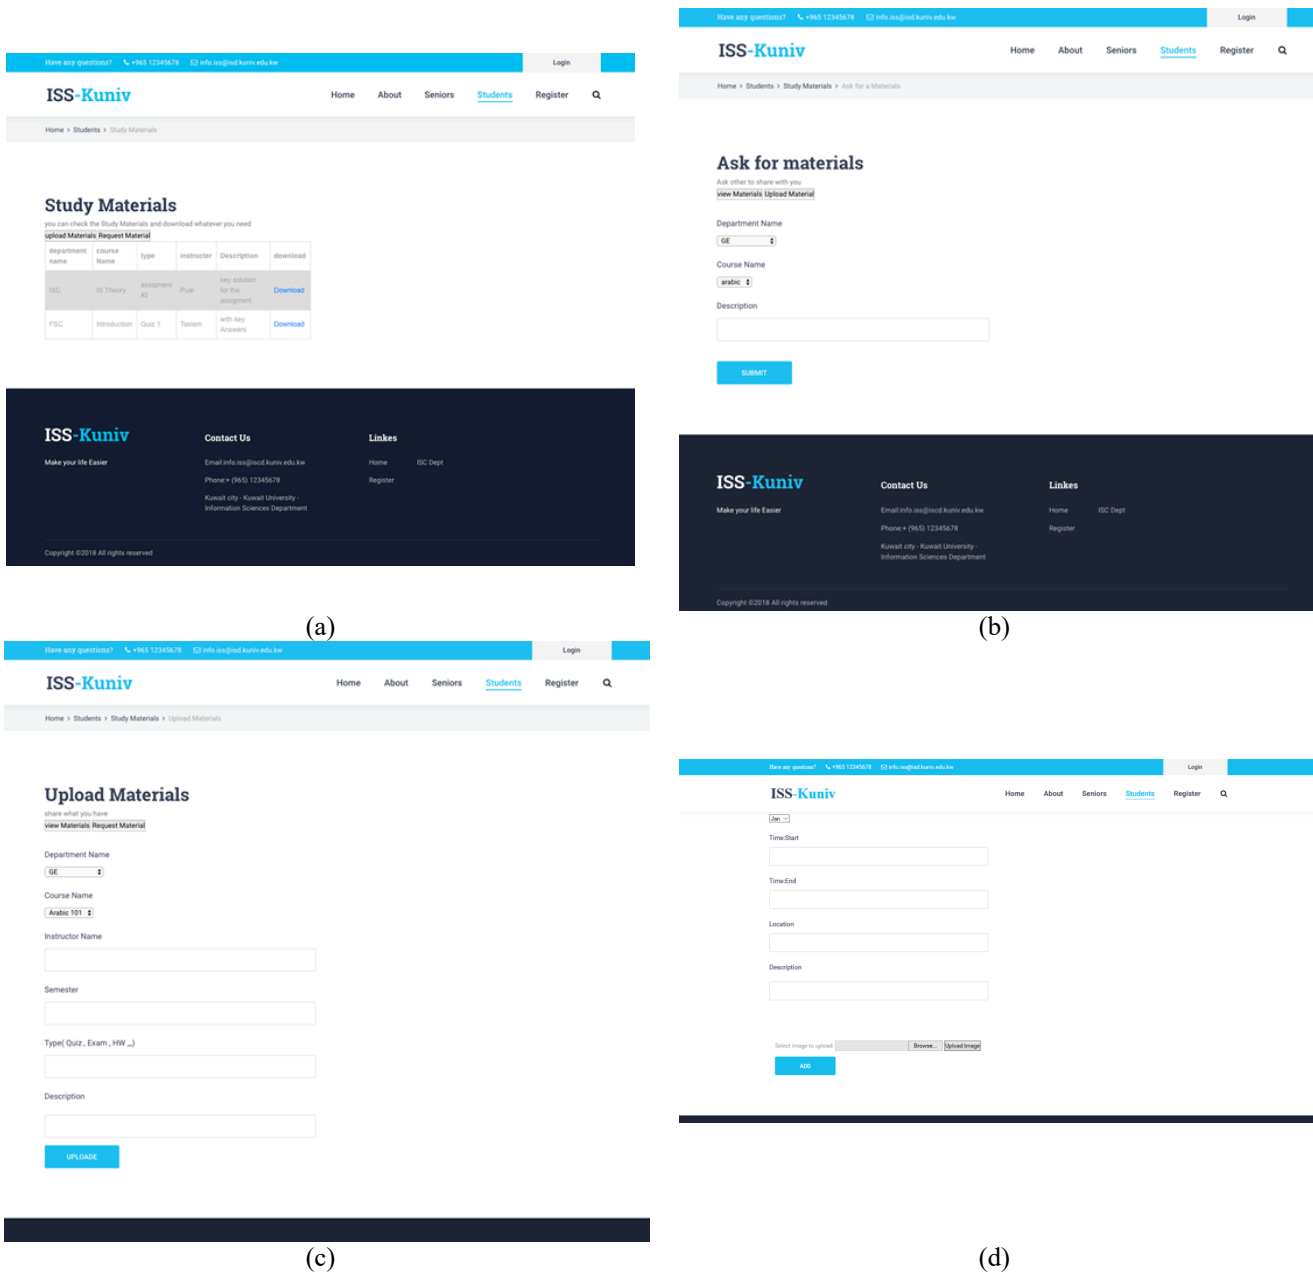 Have any questions? +965 12345678 info.iss@isd.kuniv.edu.kw Login
ISS-Kuniv Home About Seniors Students Register
Home > Students > Study Materials
Study Materials
you can check the Study Materials and download whatever you need
upload Materials Request Material
department name course Name type instructer Description download
ISC IS Theory assigment #2 key solution for the assigment Download
FSC Introduction Quiz 1 Taslem with key Answers Download
ISS-Kuniv Contact Us Linkes
Make your life Easier Email:info.iss@iscd.kuniv.edu.kw Home ISC Dept
Phone:+ (965) 12345678 Register
Kuwait city - Kuwait University -
Information Sciences Department
Copyright ©2018 All rights reserved
(a)
Have any questions? +965 12345678 info.iss@isd.kuniv.edu.kw Login
ISS-Kuniv Home About Seniors Students Register
Home > Students > Study Materials > Ask for a Materials
Ask for materials
Ask other to share with you
view Materials Upload Material
Department Name
GE
Course Name
arabic
Description
SUBMIT
ISS-Kuniv Contact Us Linkes
Make your life Easier Email:info.iss@iscd.kuniv.edu.kw Home ISC Dept
Phone:+ (965) 12345678 Register
Kuwait city - Kuwait University -
Information Sciences Department
Copyright ©2018 All rights reserved
(b)
Have any questions? +965 12345678 info.iss@isd.kuniv.edu.kw Login
ISS-Kuniv Home About Seniors Students Register
Home > Students > Study Materials > Upload Materials
Upload Materials
share what you have
view Materials Request Material
Department Name
GE
Course Name
Arabic 101
Instructor Name
Semester
Type( Quiz , Exam , HW ,,,)
Description
UPLOADE
(c)
Have any questions? +965 12345678 info.iss@isd.kuniv.edu.kw Login
ISS-Kuniv Home About Seniors Students Register
Jan
Time:Start
Time:End
Location
Description
Select image to upload: Browse... Upload Image
ADD
(d)